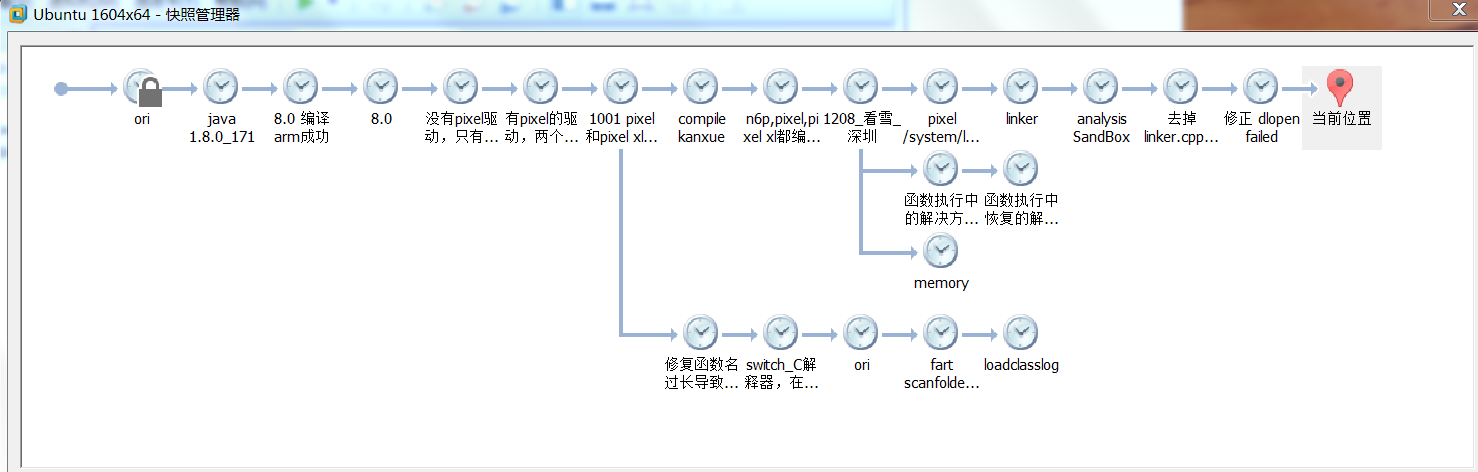 Ubuntu 1604x64 - 快照管理器
ori
java
1.8.0_171
8.0 编译
arm成功
8.0
没有pixel驱
动，只有...
有pixel的驱
动，两个...
1001 pixel
和pixel xl...
compile
kanxue
n6p,pixel,pi
xel xl都编...
1208_看雪_
深圳
pixel
/system/l...
linker
analysis
SandBox
去掉
linker.cpp...
修正 dlopen
failed
当前位置
函数执行中
的解决方...
函数执行中
恢复的解...
memory
修复函数名
过长导致...
switch_C解
释器，在...
ori
fart
scanfolde...
loadclasslog